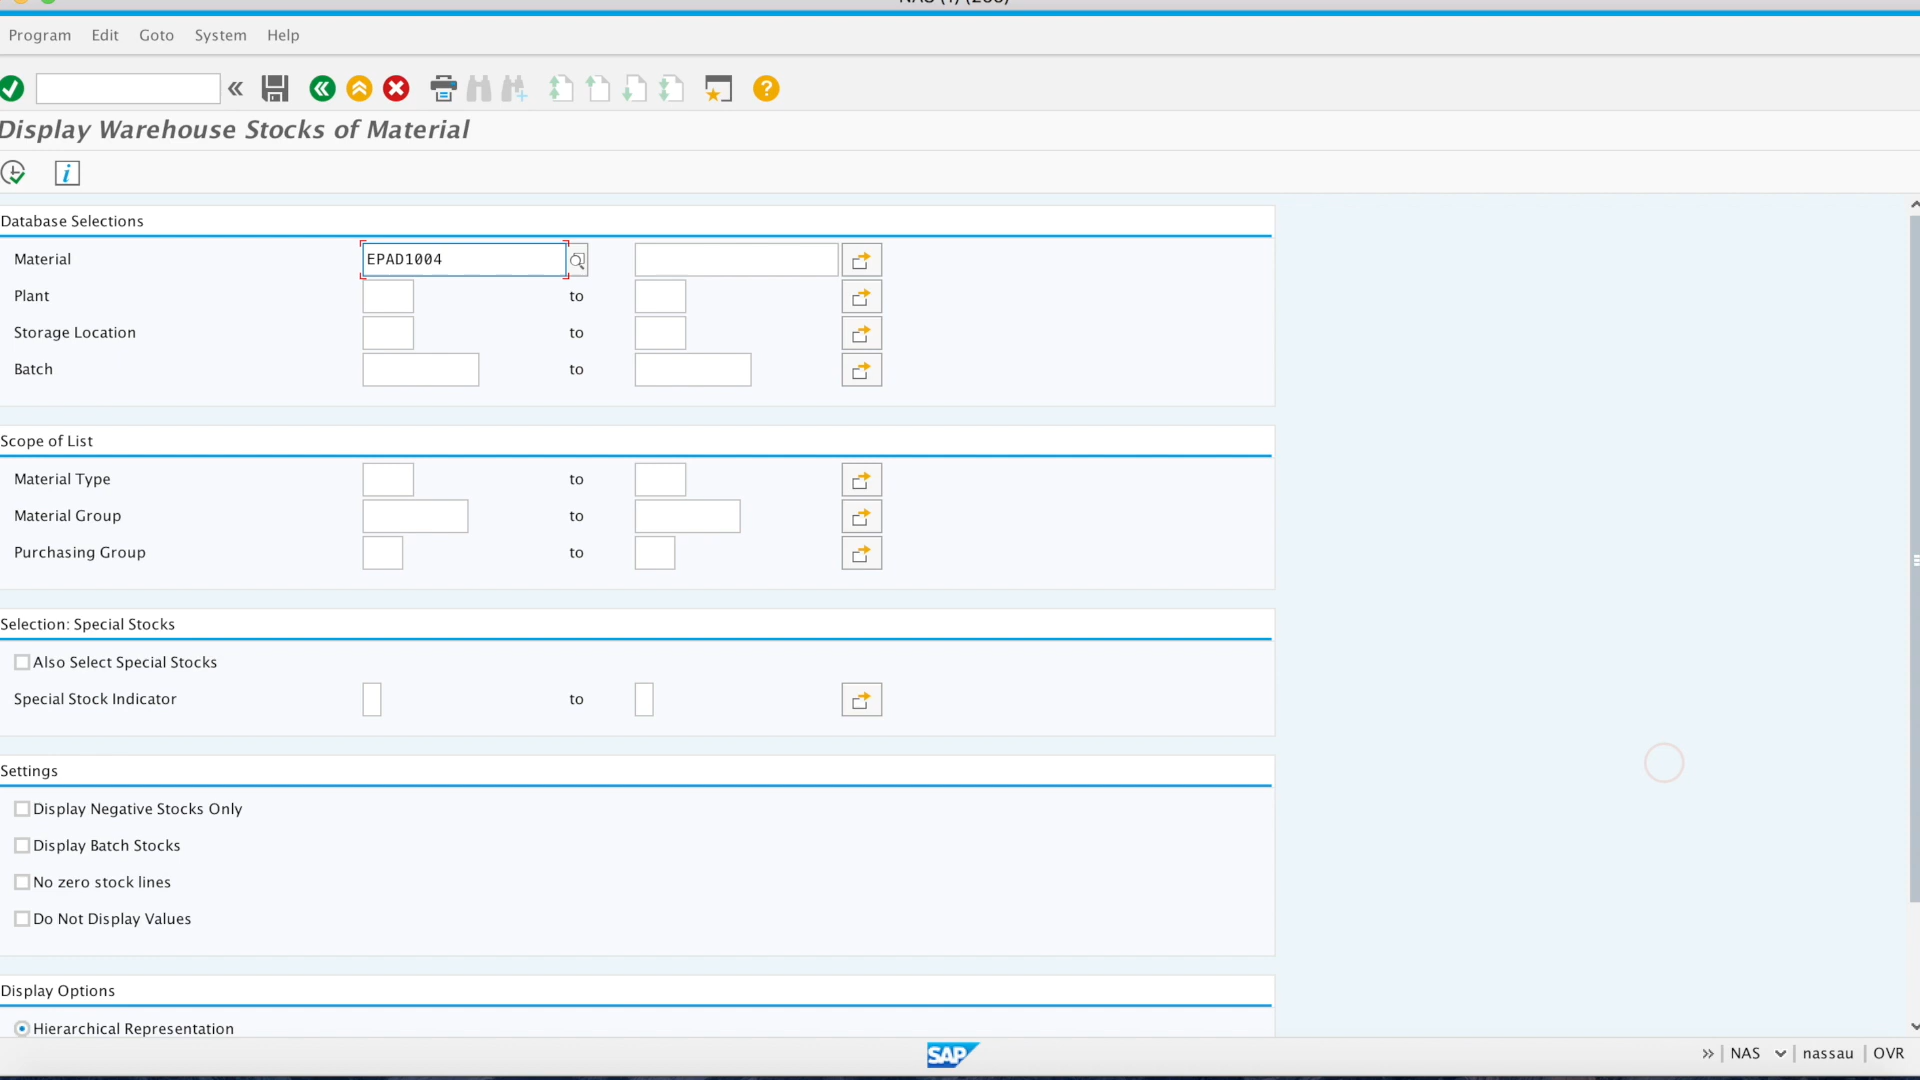 Program Edit Goto System Help
Display Warehouse Stocks of Material
Database Selections
Material EPAD1004
Plant to
Storage Location to
Batch to
Scope of List
Material Type to
Material Group to
Purchasing Group to
Selection: Special Stocks
Also Select Special Stocks
Special Stock Indicator to
Settings
Display Negative Stocks Only
Display Batch Stocks
No zero stock lines
Do Not Display Values
Display Options
Hierarchical Representation
SAP NAS nassau OVR